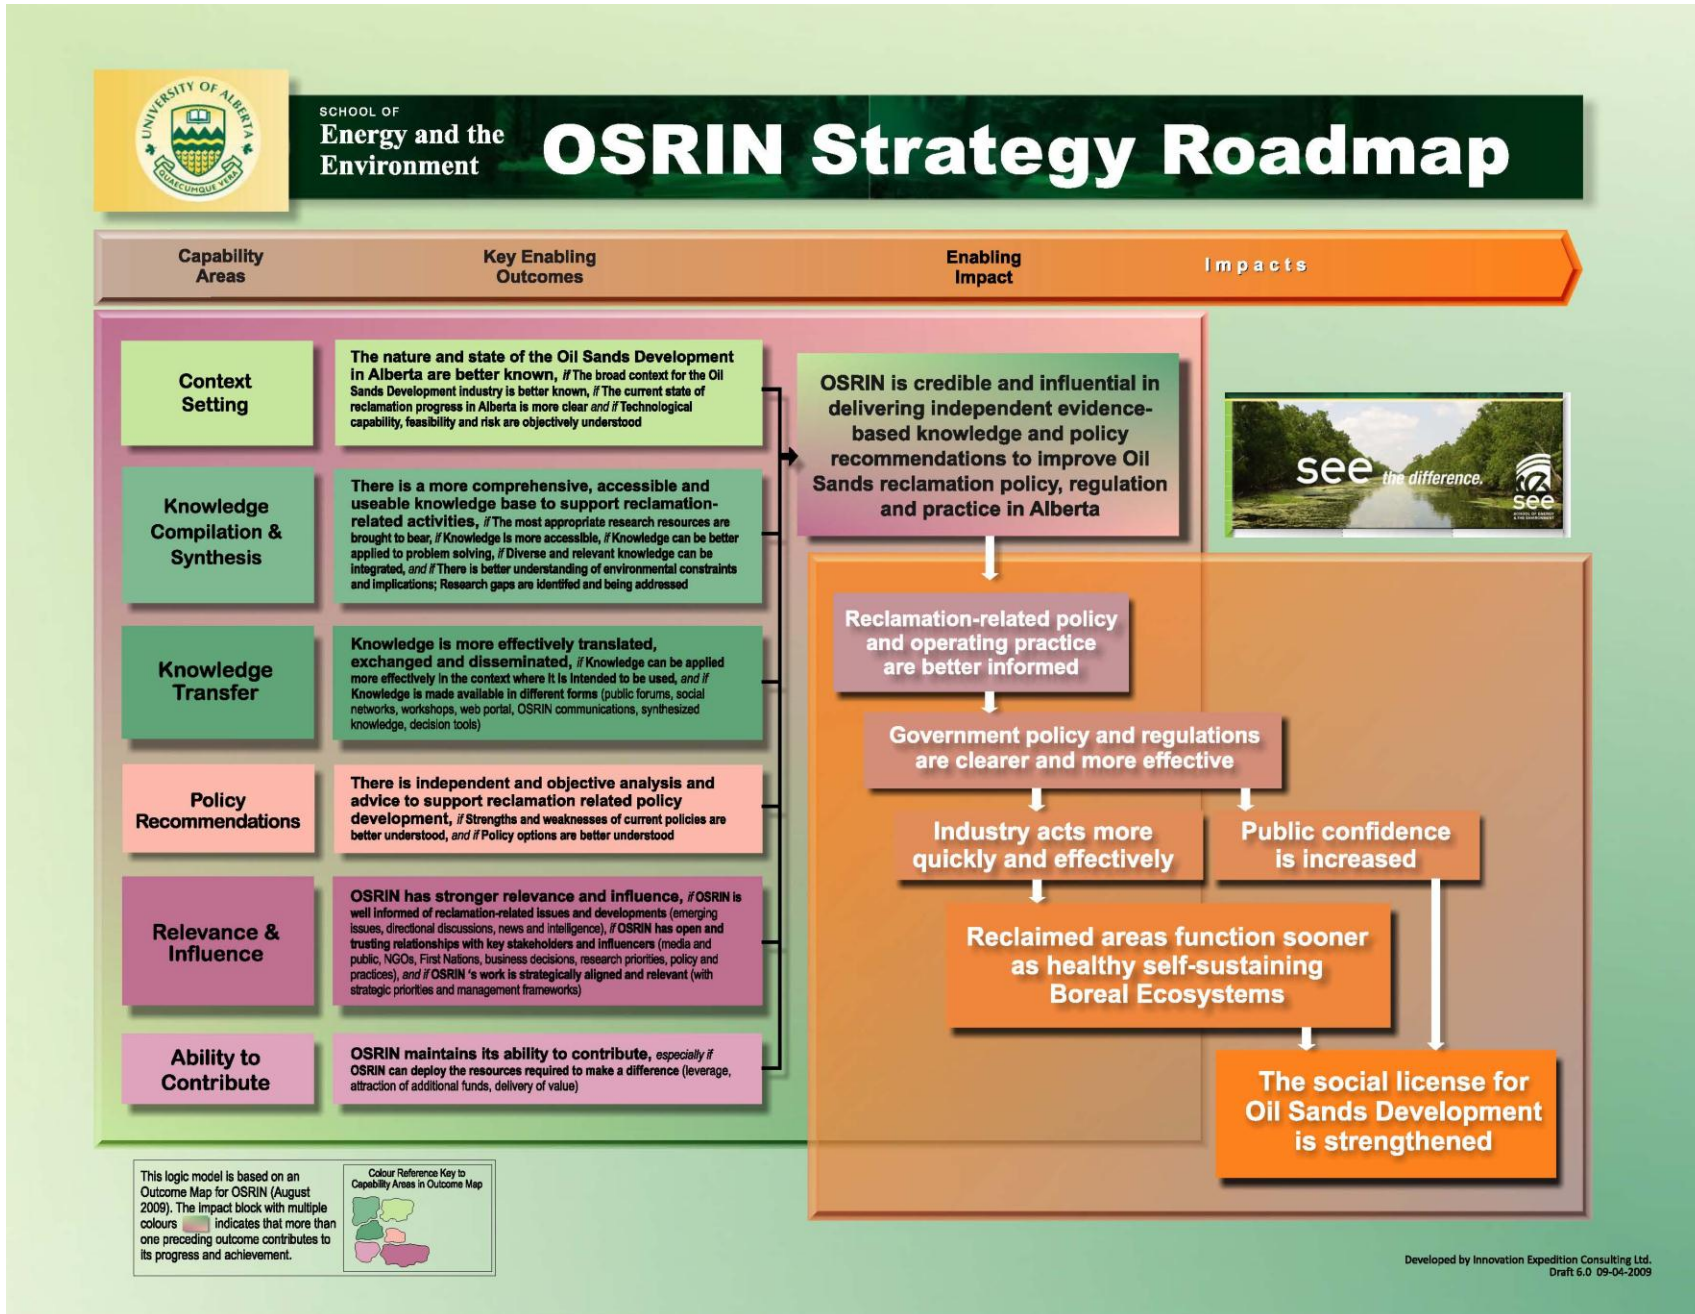 UNIVERSITY OF ALBERTA
QUAECUMQUE VERA
SCHOOL OF
Energy and the
Environment
OSRIN Strategy Roadmap
Capability
Areas
Key Enabling
Outcomes
Enabling
Impact
Impacts
Context
Setting
The nature and state of the Oil Sands Development
in Alberta are better known, if The broad context for the Oil
Sands Development industry is better known, if The current state of
reclamation progress in Alberta is more clear and if Technological
capability, feasibility and risk are objectively understood
Knowledge
Compilation &
Synthesis
There is a more comprehensive, accessible and
useable knowledge base to support reclamation-
related activities, if The most appropriate research resources are
brought to bear, if Knowledge is more accessible, if Knowledge can be better
applied to problem solving, if Diverse and relevant knowledge can be
integrated, and if There is better understanding of environmental constraints
and implications; Research gaps are identifed and being addressed
Knowledge
Transfer
Knowledge is more effectively translated,
exchanged and disseminated, if Knowledge can be applied
more effectively in the context where it is intended to be used, and if
Knowledge is made available in different forms (public forums, social
networks, workshops, web portal, OSRIN communications, synthesized
knowledge, decision tools)
Policy
Recommendations
There is independent and objective analysis and
advice to support reclamation related policy
development, if Strengths and weaknesses of current policies are
better understood, and if Policy options are better understood
Relevance &
Influence
OSRIN has stronger relevance and influence, if OSRIN is
well informed of reclamation-related issues and developments (emerging
issues, directional discussions, news and intelligence), if OSRIN has open and
trusting relationships with key stakeholders and influencers (media and
public, NGOs, First Nations, business decisions, research priorities, policy and
practices), and if OSRIN 's work is strategically aligned and relevant (with
strategic priorities and management frameworks)
Ability to
Contribute
OSRIN maintains its ability to contribute, especially if
OSRIN can deploy the resources required to make a difference (leverage,
attraction of additional funds, delivery of value)
OSRIN is credible and influential in
delivering independent evidence-
based knowledge and policy
recommendations to improve Oil
Sands reclamation policy, regulation
and practice in Alberta
see the difference.
see
SCHOOL OF ENERGY
& THE ENVIRONMENT
Reclamation-related policy
and operating practice
are better informed
Government policy and regulations
are clearer and more effective
Industry acts more
quickly and effectively
Public confidence
is increased
Reclaimed areas function sooner
as healthy self-sustaining
Boreal Ecosystems
The social license for
Oil Sands Development
is strengthened
This logic model is based on an
Outcome Map for OSRIN (August
2009). The impact block with multiple
colours indicates that more than
one preceding outcome contributes to
its progress and achievement.
Colour Reference Key to
Capability Areas in Outcome Map
Developed by Innovation Expedition Consulting Ltd.
Draft 6.0 09-04-2009